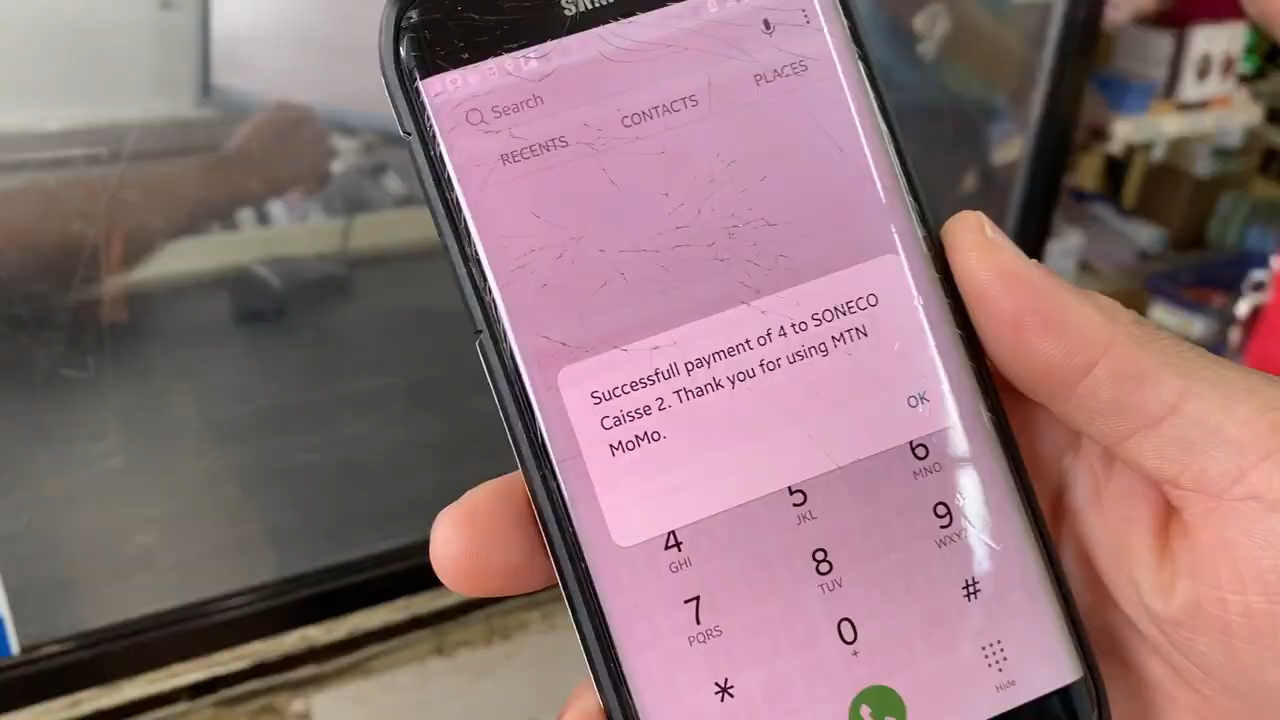 Search
RECENTS
CONTACTS
PLACES
Successfull payment of 4 to SONECO
Caisse 2. Thank you for using MTN
MoMo.
OK
4
GHI
5
JKL
6
MNO
7
PQRS
8
TUV
9
WXYZ
*
0
+
#
Hide